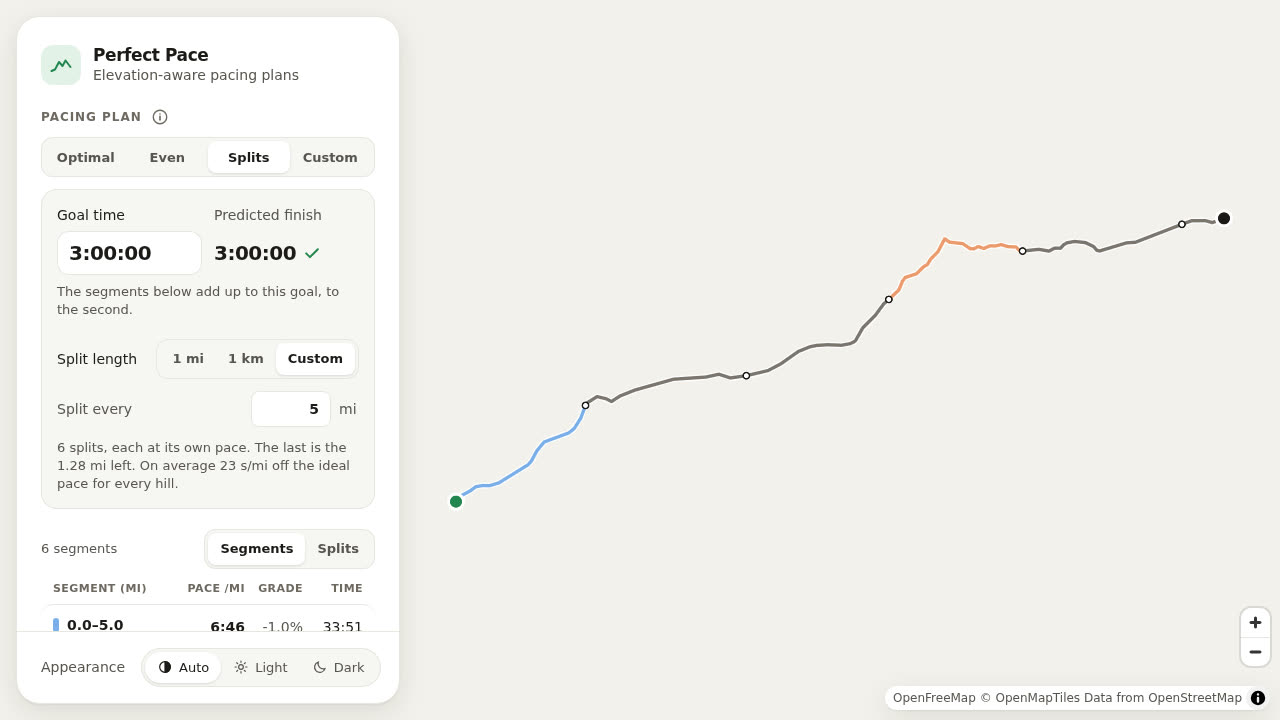 Perfect Pace
Elevation-aware pacing plans
PACING PLAN
Optimal Even Splits Custom
Goal time Predicted finish
3:00:00 3:00:00
The segments below add up to this goal, to
the second.
Split length 1 mi 1 km Custom
Split every 5 mi
6 splits, each at its own pace. The last is the
1.28 mi left. On average 23 s/mi off the ideal
pace for every hill.
6 segments Segments Splits
SEGMENT (MI) PACE /MI GRADE TIME
0.0–5.0 6:46 -1.0% 33:51
Appearance Auto Light Dark
OpenFreeMap © OpenMapTiles Data from OpenStreetMap